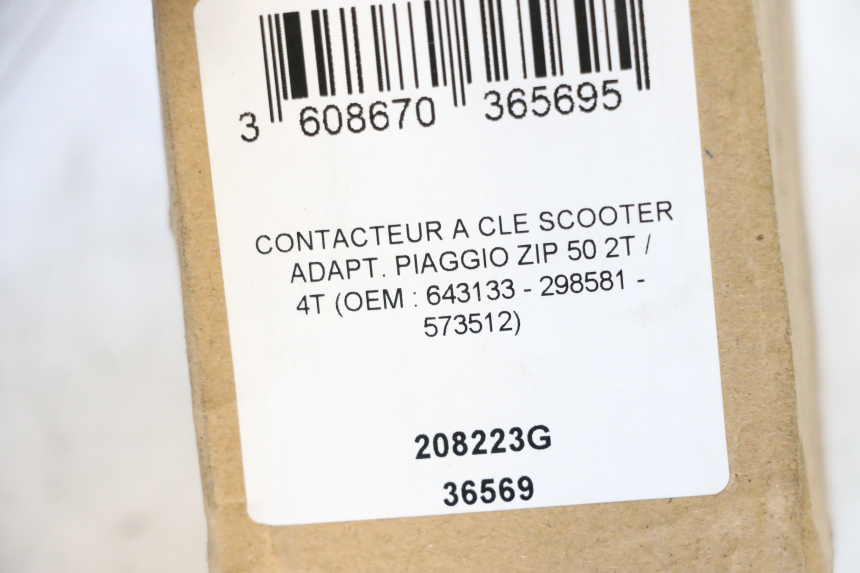 3 608670 365695
CONTACTEUR A CLE SCOOTER
ADAPT. PIAGGIO ZIP 50 2T /
4T (OEM : 643133 - 298581 -
573512)
208223G
36569